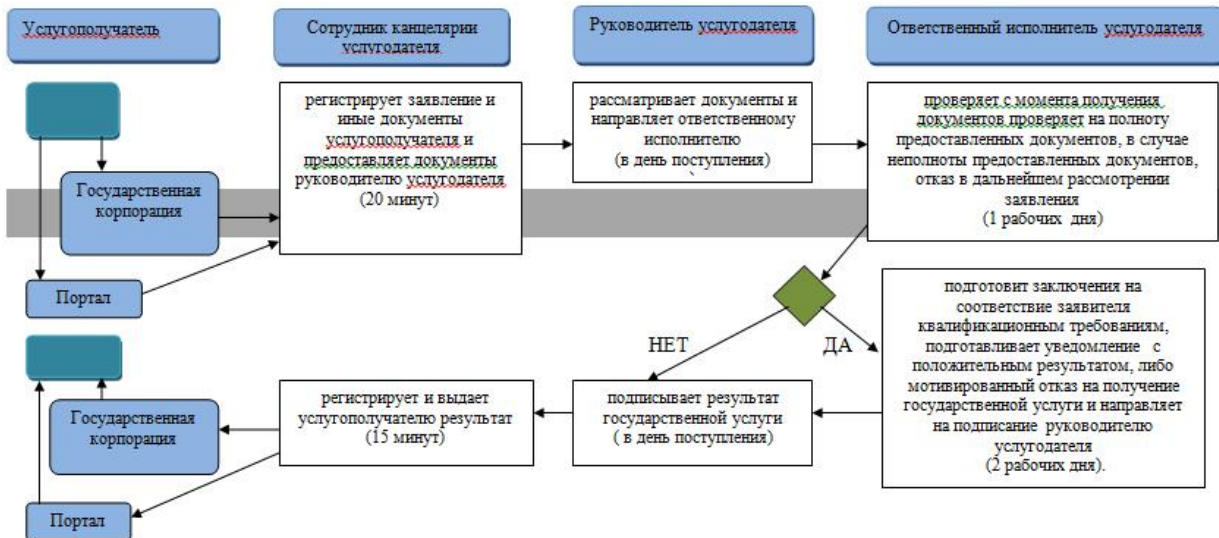 Услугополучатель
Сотрудник канцелярии
услугодателя
Руководитель услугодателя
Ответственный исполнитель услугодателя
регистрирует заявление и
иные документы
услугополучателя и
предоставляет документы
руководителю услугодателя
(20 минут)
рассматривает документы и
направляет ответственному
исполнителю
(в день поступления)
`
проверяет с момента получения
документов проверяет на полноту
предоставленных документов, в случае
неполноты предоставленных документов,
отказ в дальнейшем рассмотрении
заявления
(1 рабочих дня)
Государственная
корпорация
Портал
НЕТ
ДА
подготовит заключения на
соответствие заявителя
квалификационным требованиям,
подготавливает уведомление с
положительным результатом, либо
мотивированный отказ на получение
государственной услуги и направляет
на подписание руководителю
услугодателя
(2 рабочих дня).
подписывает результат
государственной услуги
( в день поступления)
регистрирует и выдает
услугополучателю результат
(15 минут)
Государственная
корпорация
Портал